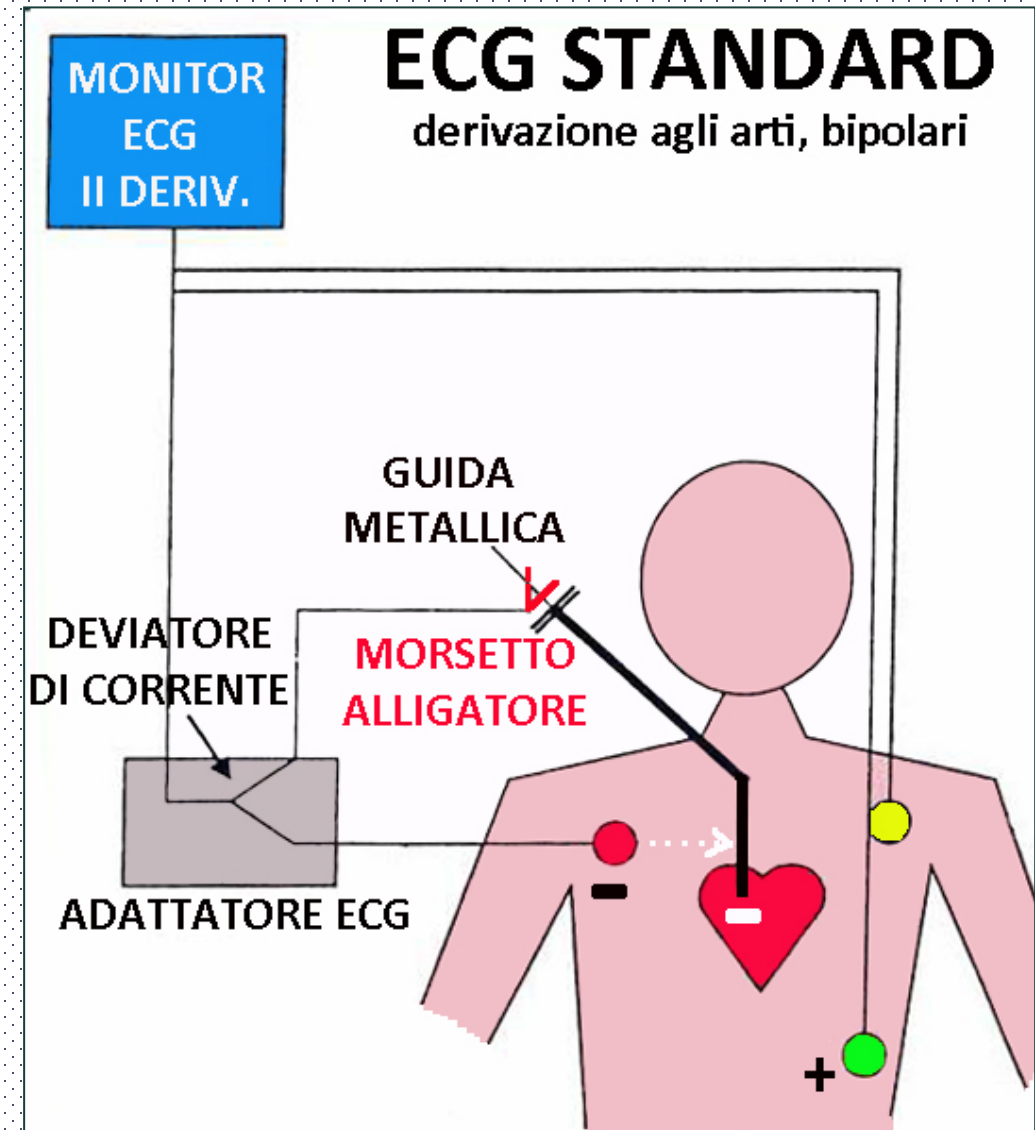 ECG STANDARD
derivazione agli arti, bipolari
MONITOR
ECG
II DERIV.
GUIDA
METALLICA
DEVIATORE
DI CORRENTE
MORSETTO
ALLIGATORE
ADATTATORE ECG
-
-
+